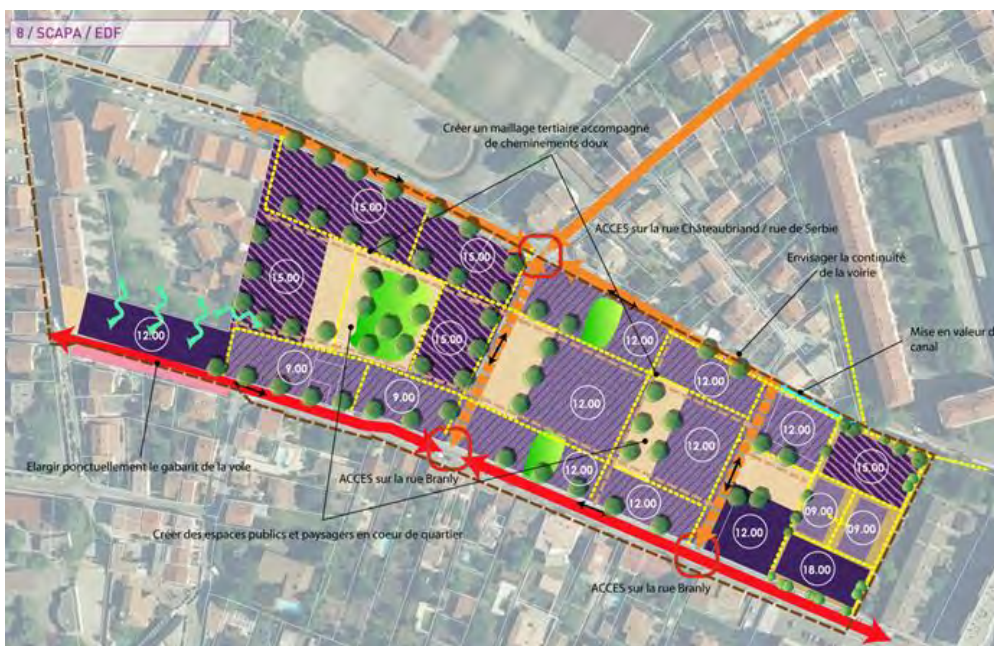 8 / SCAPA / EDF
Créer un maillage tertiaire accompagné
de cheminements doux
15.00
ACCES sur la rue Châteaubriand / rue de Serbie
15.00
Envisager la continuité
de la voirie
15.00
12.00
12.00
15.00
Mise en valeur d
canal
9.00
9.00
12.00
12.00
12.00
12.00
12.00
15.00
Elargir ponctuellement le gabarit de la voie
ACCES sur la rue Branly
12.00
12.00
09.00
09.00
Créer des espaces publics et paysagers en coeur de quartier
12.00
18.00
ACCES sur la rue Branly